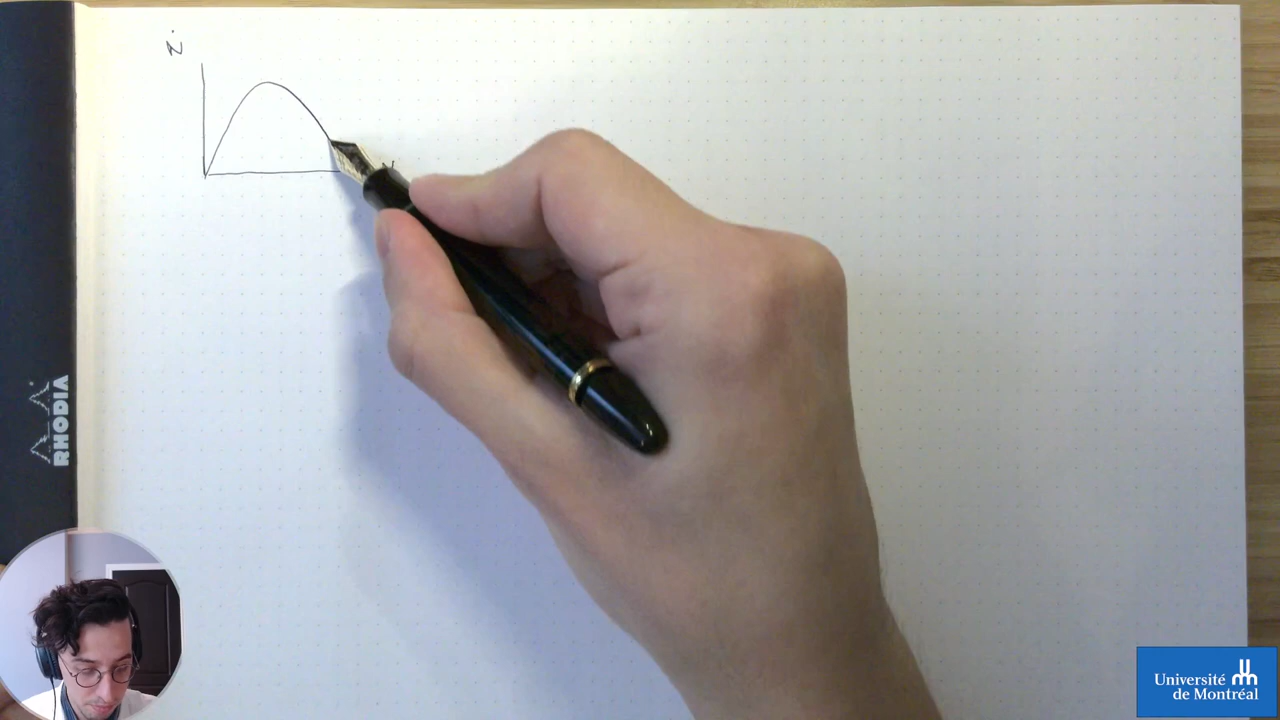 Ṅ
N
RHODIA
Université
de Montréal